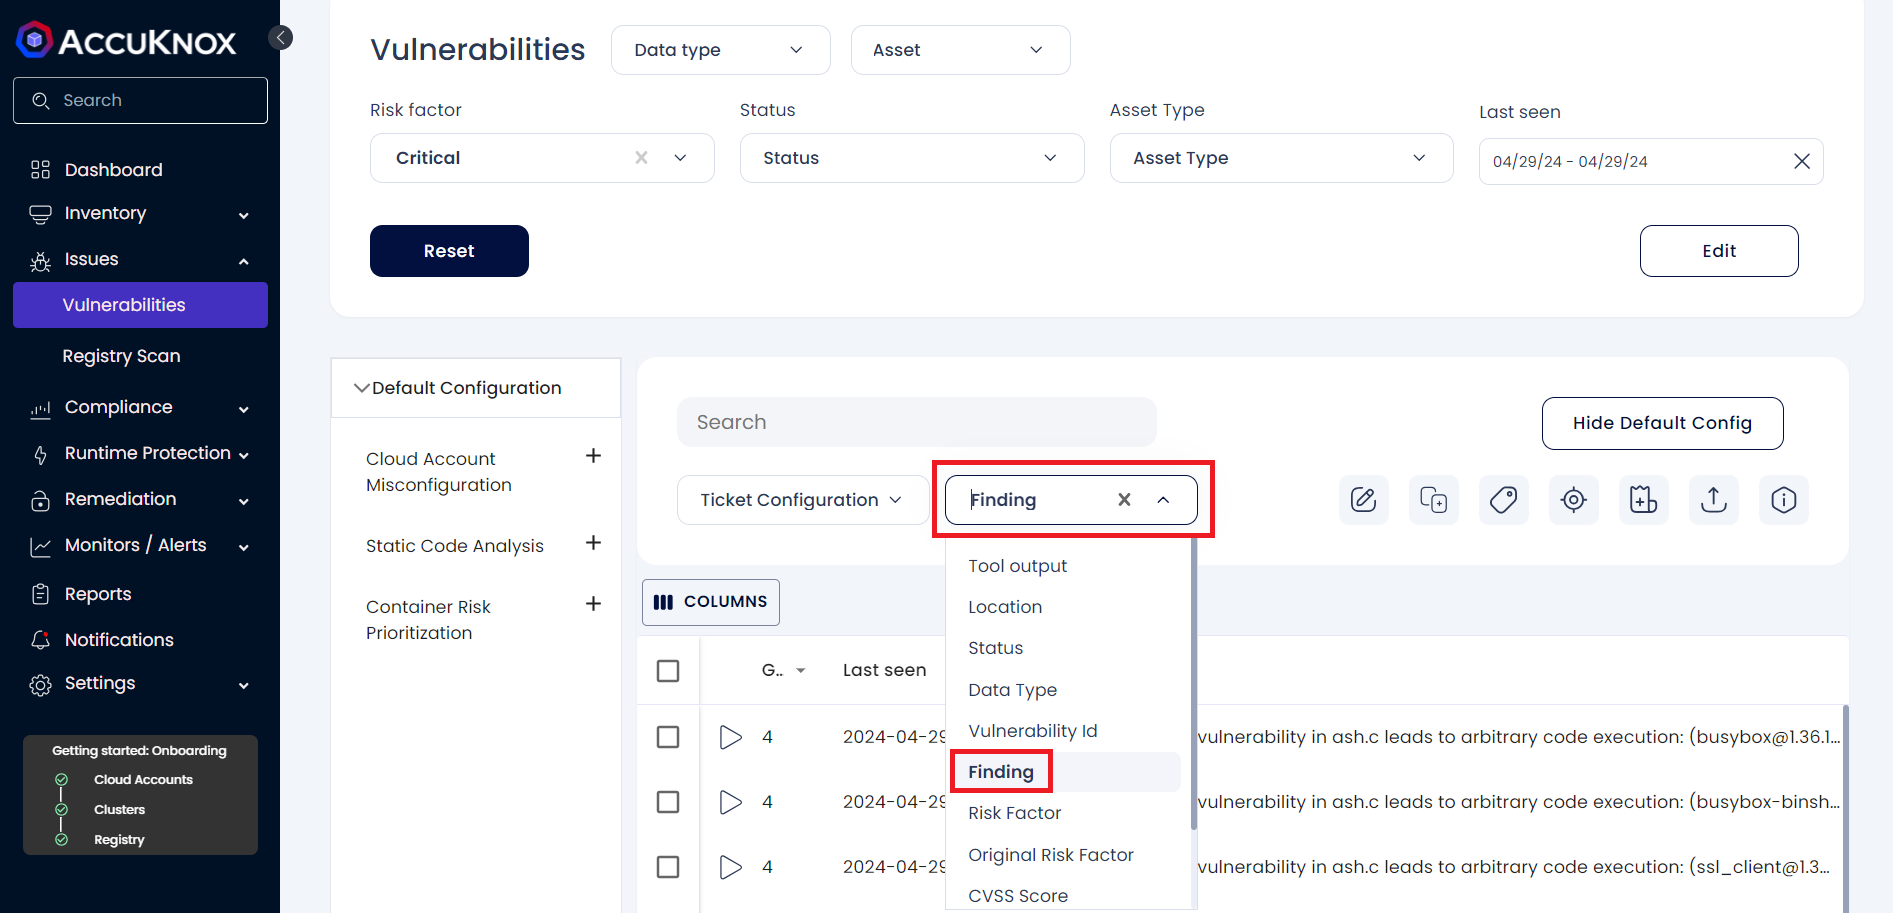 ACCUKNOX
Search
Dashboard
Inventory
Issues
Vulnerabilities
Registry Scan
Compliance
Runtime Protection
Remediation
Monitors / Alerts
Reports
Notifications
Settings
Getting started: Onboarding
Cloud Accounts
Clusters
Registry
Vulnerabilities
Data type
Asset
Risk factor
Status
Asset Type
Last seen
Critical
Status
Asset Type
04/29/24 - 04/29/24
Reset
Edit
Default Configuration
Cloud Account
Misconfiguration
Static Code Analysis
Container Risk
Prioritization
Search
Hide Default Config
Ticket Configuration
Finding
Tool output
Location
Status
Data Type
Vulnerability Id
Finding
Risk Factor
Original Risk Factor
CVSS Score
COLUMNS
G.. Last seen
4 2024-04-29 vulnerability in ash.c leads to arbitrary code execution: (busybox@1.36.1...
4 2024-04-29 vulnerability in ash.c leads to arbitrary code execution: (busybox-binsh...
4 2024-04-29 vulnerability in ash.c leads to arbitrary code execution: (ssl_client@1.3...